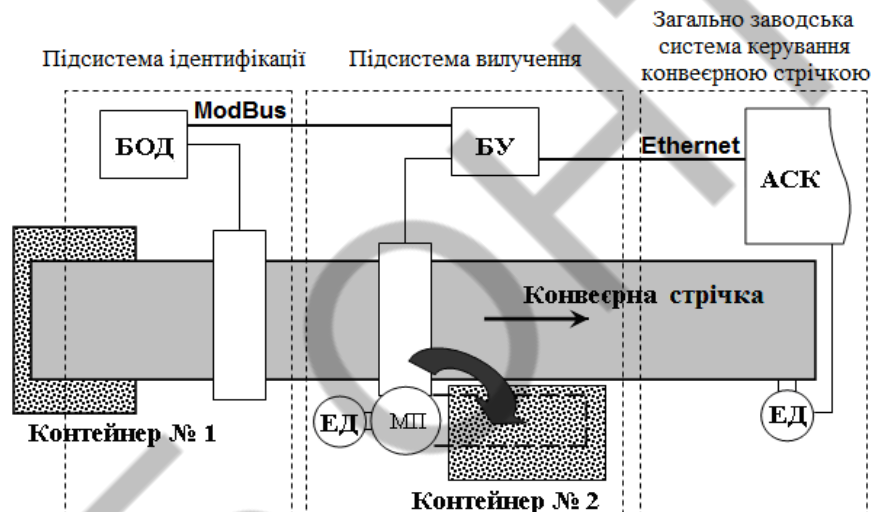 Загально заводська
система керування
конвеєрною стрічкою
Підсистема ідентифікації
Підсистема вилучення
ModBus
БОД
БУ
Ethernet
АСК
Конвеєрна стрічка
ЕД
МП
ЕД
Контейнер № 1
Контейнер № 2